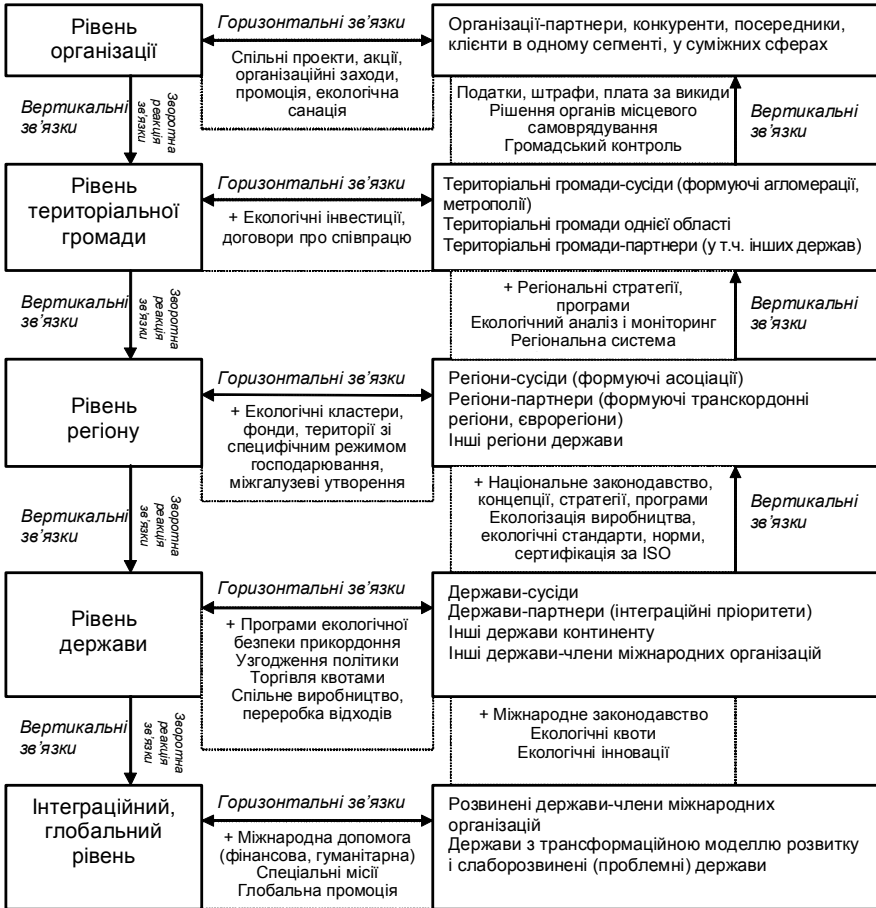 Рівень
організації
Горизонтальні зв’язки
Спільні проекти, акції,
організаційні заходи,
промоція, екологічна
санація
Організації-партнери, конкуренти, посередники,
клієнти в одному сегменті, у суміжних сферах
Вертикальні
зв’язки
Зворотна
реакція
зв’язки
Податки, штрафи, плата за викиди
Рішення органів місцевого
самоврядування
Громадський контроль
Вертикальні
зв’язки
Рівень
територіальної
громади
Горизонтальні зв’язки
+ Екологічні інвестиції,
договори про співпрацю
Територіальні громади-сусіди (формуючі агломерації,
метрополії)
Територіальні громади однієї області
Територіальні громади-партнери (у т.ч. інших держав)
Вертикальні
зв’язки
Зворотна
реакція
зв’язки
+ Регіональні стратегії,
програми
Екологічний аналіз і моніторинг
Регіональна система
Вертикальні
зв’язки
Рівень
регіону
Горизонтальні зв’язки
+ Екологічні кластери,
фонди, території зі
специфічним режимом
господарювання,
міжгалузеві утворення
Регіони-сусіди (формуючі асоціації)
Регіони-партнери (формуючі транскордонні
регіони, єврорегіони)
Інші регіони держави
Вертикальні
зв’язки
Зворотна
реакція
зв’язки
+ Національне законодавство,
концепції, стратегії, програми
Екологізація виробництва,
екологічні стандарти, норми,
сертифікація за ISO
Вертикальні
зв’язки
Рівень
держави
Горизонтальні зв’язки
+ Програми екологічної
безпеки прикордоння
Узгодження політики
Торгівля квотами
Спільне виробництво,
переробка відходів
Держави-сусіди
Держави-партнери (інтеграційні пріоритети)
Інші держави континенту
Інші держави-члени міжнародних організацій
Вертикальні
зв’язки
Зворотна
реакція
зв’язки
+ Міжнародне законодавство
Екологічні квоти
Екологічні інновації
Інтеграційний,
глобальний
рівень
Горизонтальні зв’язки
+ Міжнародна допомога
(фінансова, гуманітарна)
Спеціальні місії
Глобальна промоція
Розвинені держави-члени міжнародних
організацій
Держави з трансформаційною моделлю розвитку
і слаборозвинені (проблемні) держави